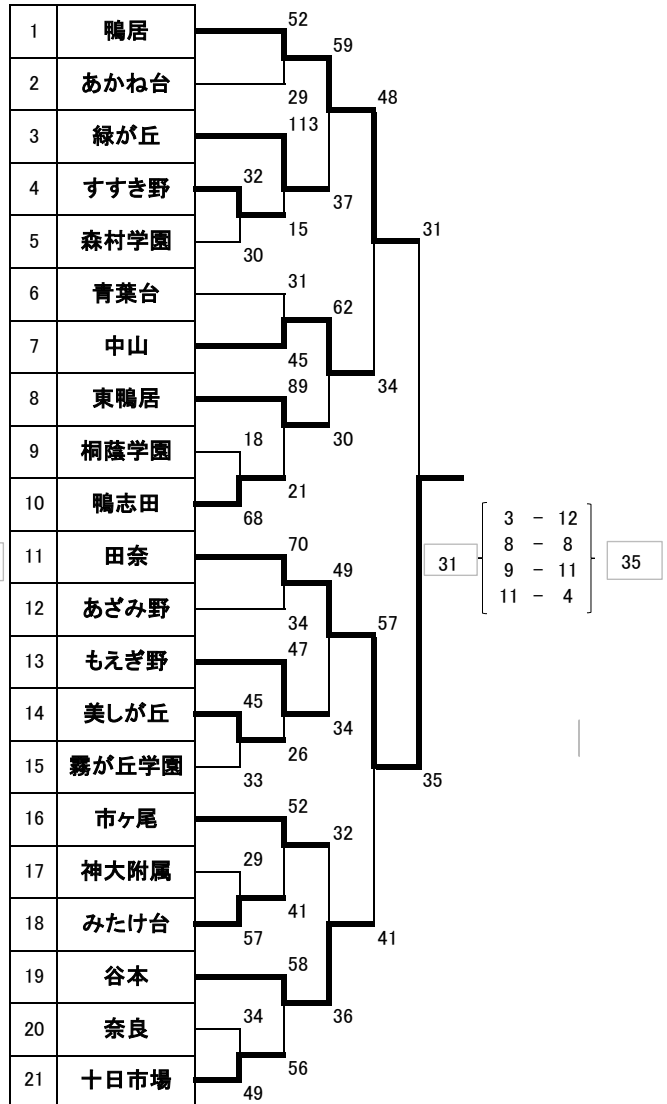 1 鴨居
2 あかね台
3 緑が丘
4 すすき野
5 森村学園
6 青葉台
7 中山
8 東鴨居
9 桐蔭学園
10 鴨志田
11 田奈
12 あざみ野
13 もえぎ野
14 美しが丘
15 霧が丘学園
16 市ヶ尾
17 神大附属
18 みたけ台
19 谷本
20 奈良
21 十日市場
32
30
18
68
45
33
29
57
34
49
52
29
113
15
31
45
89
21
70
34
47
26
52
41
58
56
59
37
62
30
49
34
32
36
48
34
57
41
31
35
31
3 - 12
8 - 8
9 - 11
11 - 4
35